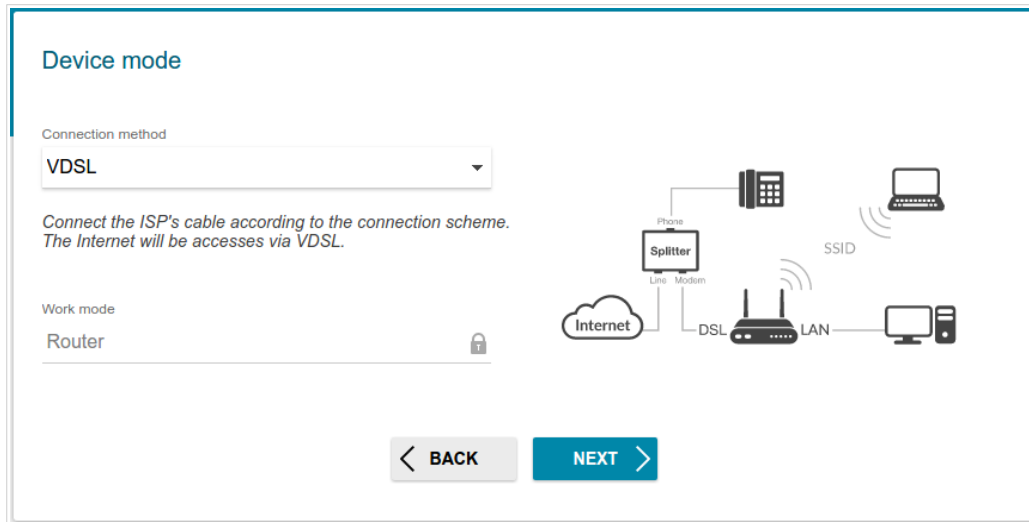 Device mode
Connection method
VDSL
Connect the ISP's cable according to the connection scheme.
The Internet will be accesses via VDSL.
Work mode
Router
Phone
Splitter
Line Modem
SSID
Internet
DSL
LAN
BACK
NEXT